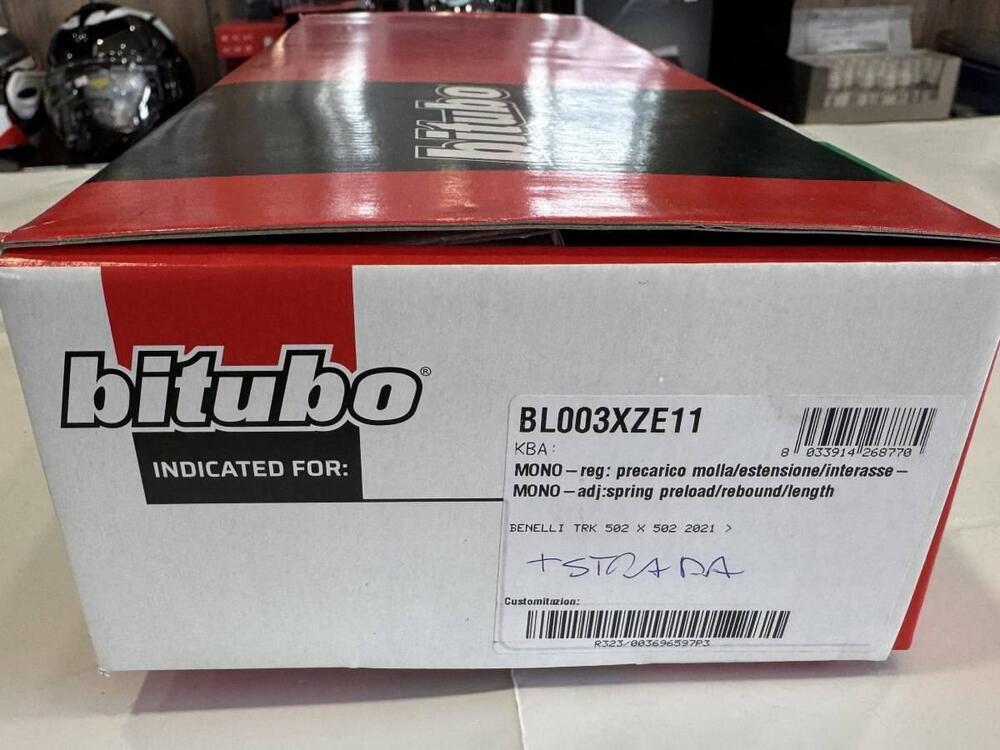 bitubo
bitubo®
INDICATED FOR:
BL003XZE11
KBA:
8 033914 268770
MONO – reg: precarico molla/estensione/interasse –
MONO – adj:spring preload/rebound/length
BENELLI TRK 502 X 502 2021 >
+STRADA
Customitazion:
R323/003696597P3